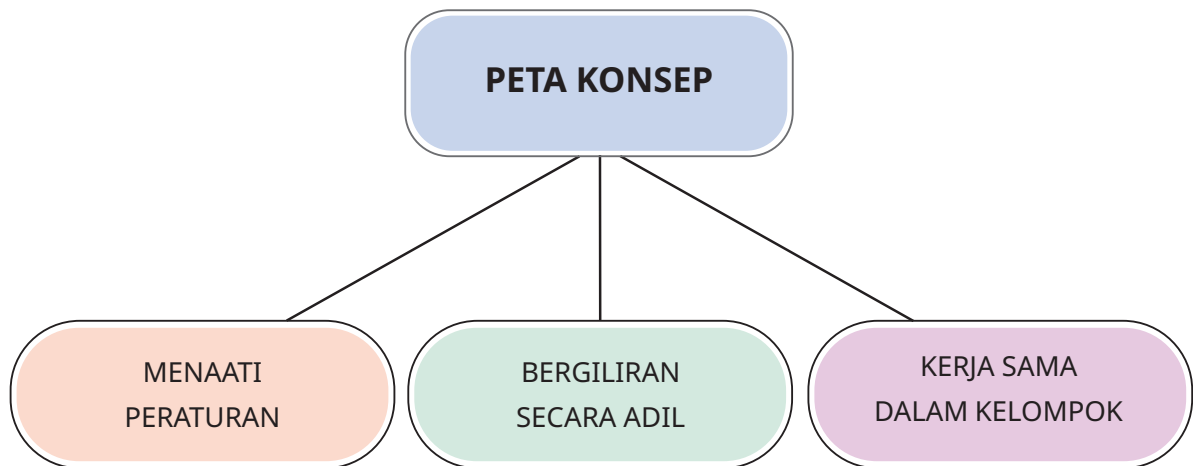 PETA KONSEP
MENAATI
PERATURAN
BERGILIRAN
SECARA ADIL
KERJA SAMA
DALAM KELOMPOK